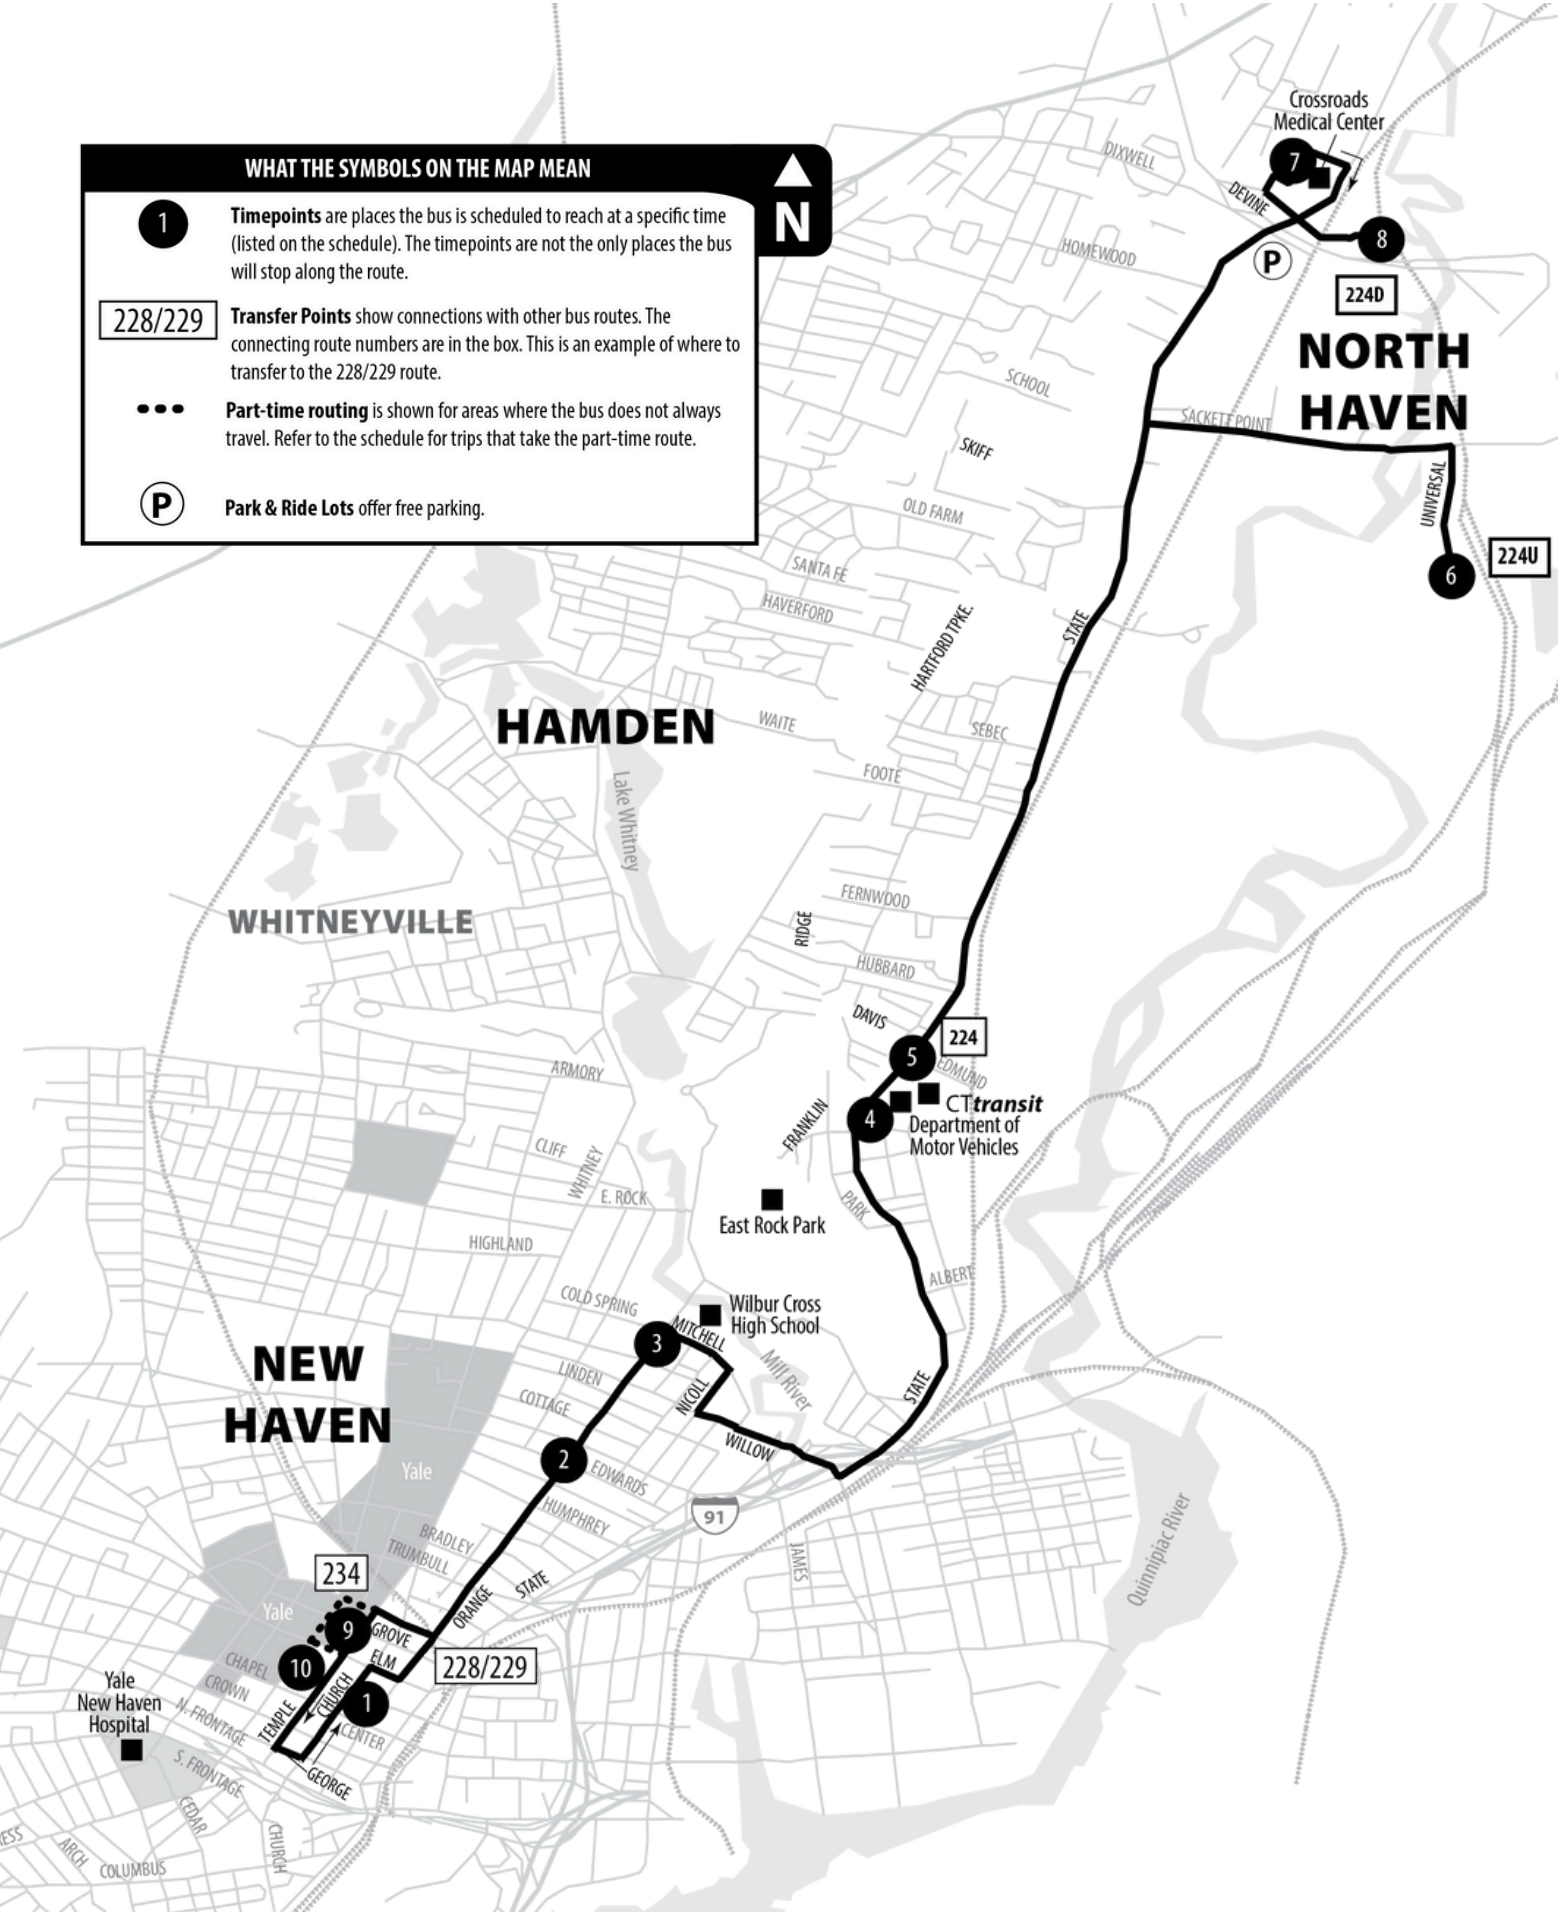 WHAT THE SYMBOLS ON THE MAP MEAN
N
1
Timepoints are places the bus is scheduled to reach at a specific time
(listed on the schedule). The timepoints are not the only places the bus
will stop along the route.
228/229
Transfer Points show connections with other bus routes. The
connecting route numbers are in the box. This is an example of where to
transfer to the 228/229 route.
Part-time routing is shown for areas where the bus does not always
travel. Refer to the schedule for trips that take the part-time route.
P
Park & Ride Lots offer free parking.
Crossroads
Medical Center
DIXWELL
7
DEVINE
8
HOMEWOOD
P
224D
NORTH
HAVEN
SCHOOL
SACKETT POINT
SKIFF
UNIVERSAL
OLD FARM
224U
6
SANTA FE
HAVERFORD
HARTFORD TPKE.
STATE
HAMDEN
WAITE
SEBEC
FOOTE
Lake Whitney
FERNWOOD
WHITNEYVILLE
RIDGE
HUBBARD
DAVIS
224
5
EDMUND
ARMORY
CTtransit
4
Department of
Motor Vehicles
FRANKLIN
CLIFF
WHITNEY
E. ROCK
PARK
East Rock Park
HIGHLAND
ALBERT
COLD SPRING
Wilbur Cross
High School
3
MITCHELL
NEW
HAVEN
LINDEN
Mill River
COTTAGE
NICOLL
STATE
WILLOW
2
Yale
EDWARDS
HUMPHREY
91
BRADLEY
TRUMBULL
JAMES
Quinnipiac River
234
STATE
ORANGE
Yale
9
GROVE
ELM
10
228/229
CHAPEL
CROWN
Yale
New Haven
Hospital
CHURCH
1
N. FRONTAGE
TEMPLE
CENTER
S. FRONTAGE
GEORGE
CEDAR
CHURCH
ARCH
COLUMBUS